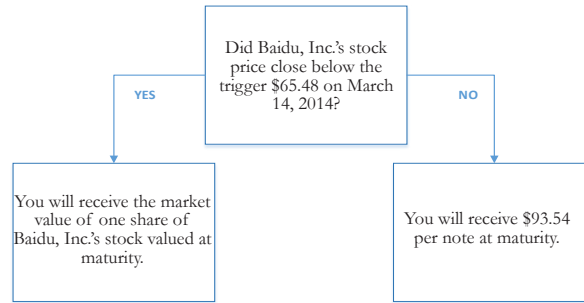 Did Baidu, Inc.'s stock
price close below the
trigger $65.48 on March
14, 2014?
YES
NO
You will receive the market
value of one share of
Baidu, Inc.'s stock valued at
maturity.
You will receive $93.54
per note at maturity.